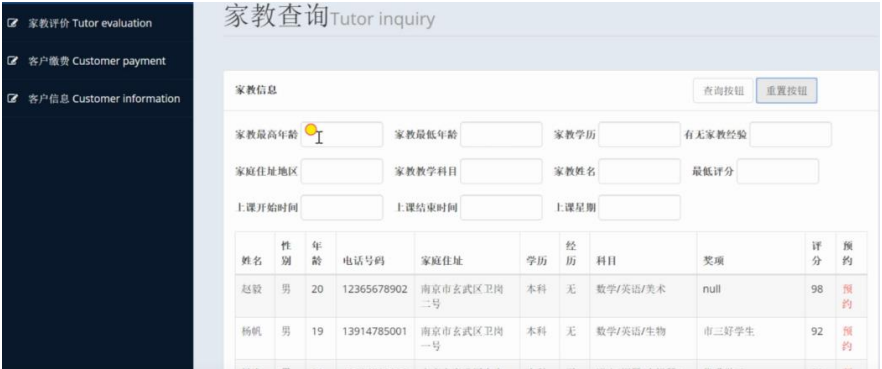 家教评价 Tutor evaluation
客户缴费 Customer payment
客户信息 Customer information
家教查询Tutor inquiry
家教信息 查询按钮 重置按钮
家教最高年龄 家教最低年龄 家教学历 有无家教经验
家庭住址地区 家教教学科目 家教姓名 最低评分
上课开始时间 上课结束时间 上课星期
姓名 性别 年龄 电话号码 家庭住址 学历 经历 科目 奖项 评分 预约
赵毅 男 20 12365678902 南京市玄武区卫岗二号 本科 无 数学/英语/美术 null 98 预约
杨帆 男 19 13914785001 南京市玄武区卫岗一号 本科 无 数学/英语/生物 市三好学生 92 预约